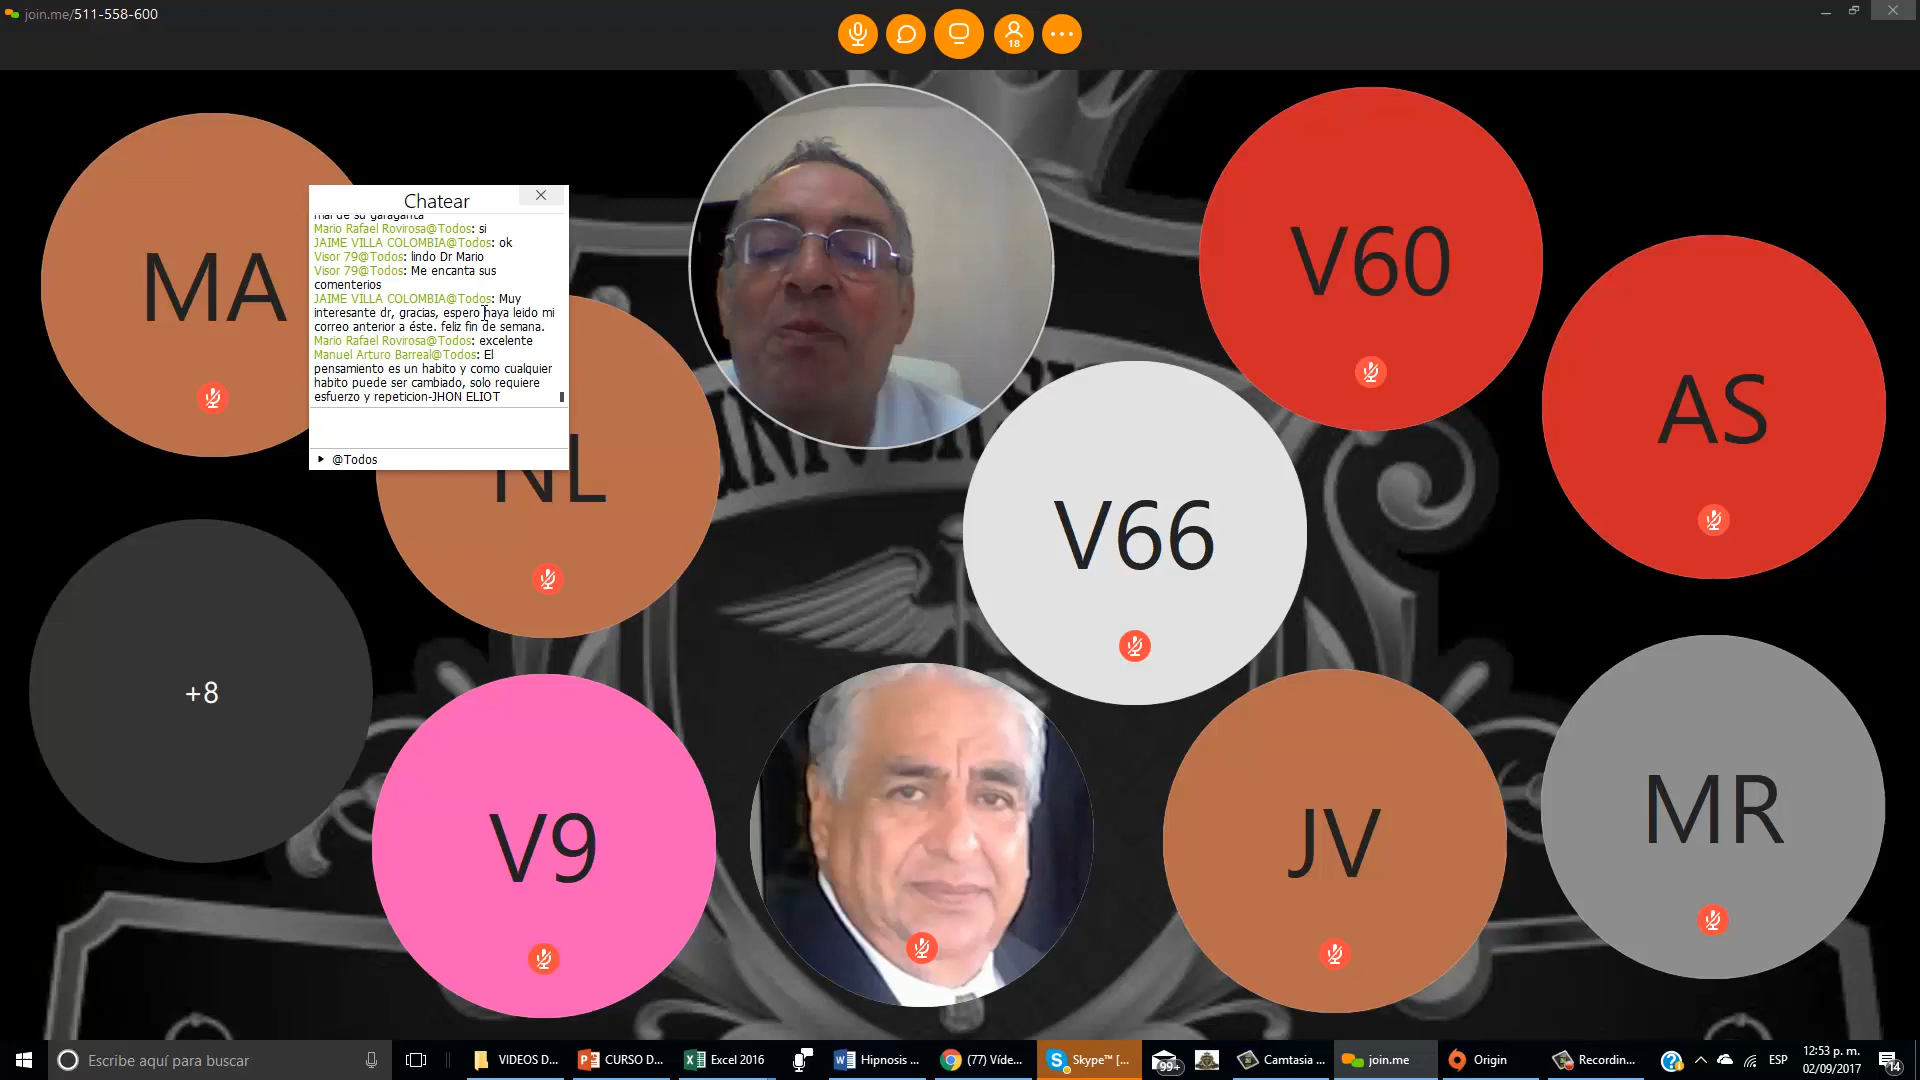 join.me/511-558-600
18
Chatear
mal de su garaganta
Mario Rafael Rovirosa@Todos: si
JAIME VILLA COLOMBIA@Todos: ok
Visor 79@Todos: lindo Dr Mario
Visor 79@Todos: Me encanta sus
comenterios
JAIME VILLA COLOMBIA@Todos: Muy
interesante dr, gracias, espero haya leido mi
correo anterior a éste. feliz fin de semana.
Mario Rafael Rovirosa@Todos: excelente
Manuel Arturo Barreal@Todos: El
pensamiento es un habito y como cualquier
habito puede ser cambiado, solo requiere
esfuerzo y repeticion-JHON ELIOT
@Todos
MA
V60
AS
NL
V66
+8
V9
JV
MR
Escribe aquí para buscar
VIDEOS D...
CURSO D...
Excel 2016
Hipnosis ...
(77) Víde...
Skype™ [...
99+
Camtasia ...
join.me
Origin
Recordin...
ESP
12:53 p. m.
02/09/2017
14